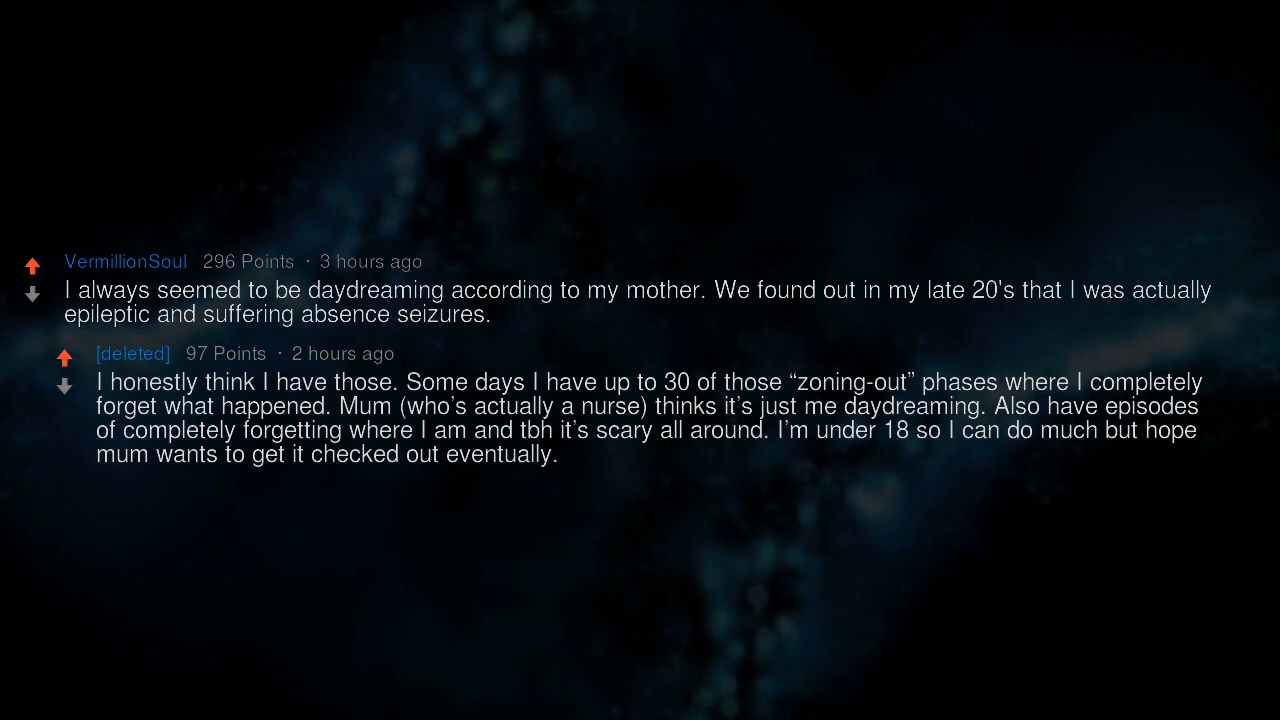 VermillionSoul 296 Points · 3 hours ago
I always seemed to be daydreaming according to my mother. We found out in my late 20's that I was actually
epileptic and suffering absence seizures.
[deleted] 97 Points · 2 hours ago
I honestly think I have those. Some days I have up to 30 of those “zoning-out” phases where I completely
forget what happened. Mum (who’s actually a nurse) thinks it’s just me daydreaming. Also have episodes
of completely forgetting where I am and tbh it’s scary all around. I’m under 18 so I can do much but hope
mum wants to get it checked out eventually.